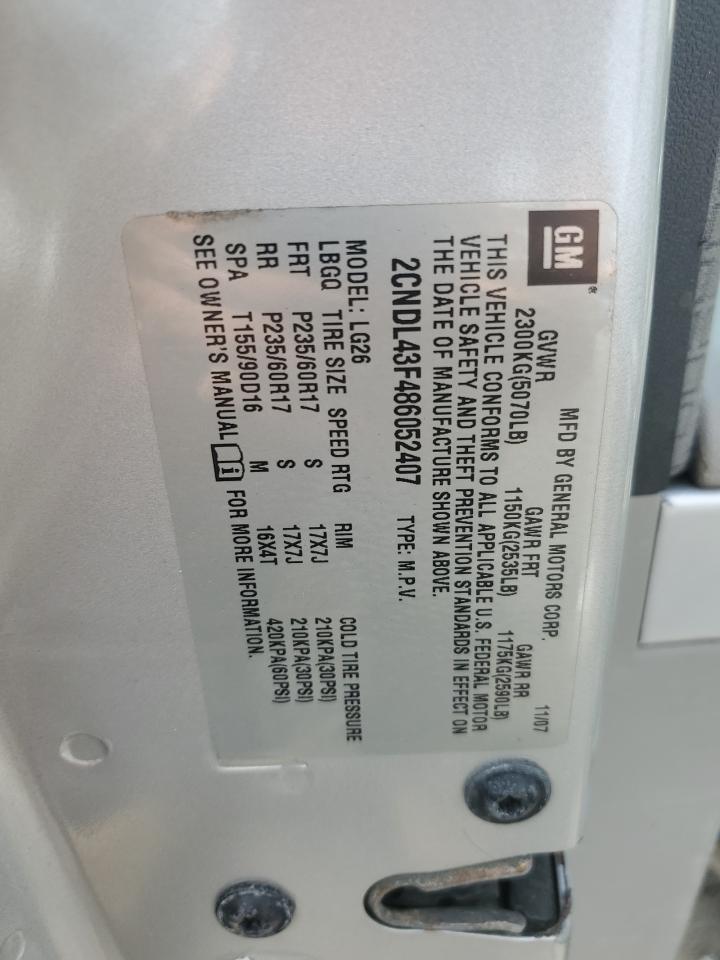 GM®
MFD BY GENERAL MOTORS CORP. 11/07
GVWR GAWR FRT GAWR RR
2300KG(5070LB) 1150KG(2535LB) 1175KG(2590LB)
THIS VEHICLE CONFORMS TO ALL APPLICABLE U.S. FEDERAL MOTOR
VEHICLE SAFETY AND THEFT PREVENTION STANDARDS IN EFFECT ON
THE DATE OF MANUFACTURE SHOWN ABOVE.
2CNDL43F486052407 TYPE: M.P.V.
MODEL: LG26
LBGQ TIRE SIZE SPEED RTG RIM COLD TIRE PRESSURE
FRT P235/60R17 S 17X7J 210KPA(30PSI)
RR P235/60R17 S 17X7J 210KPA(30PSI)
SPA T155/90D16 M 16X4T 420KPA(60PSI)
SEE OWNER'S MANUAL i FOR MORE INFORMATION.